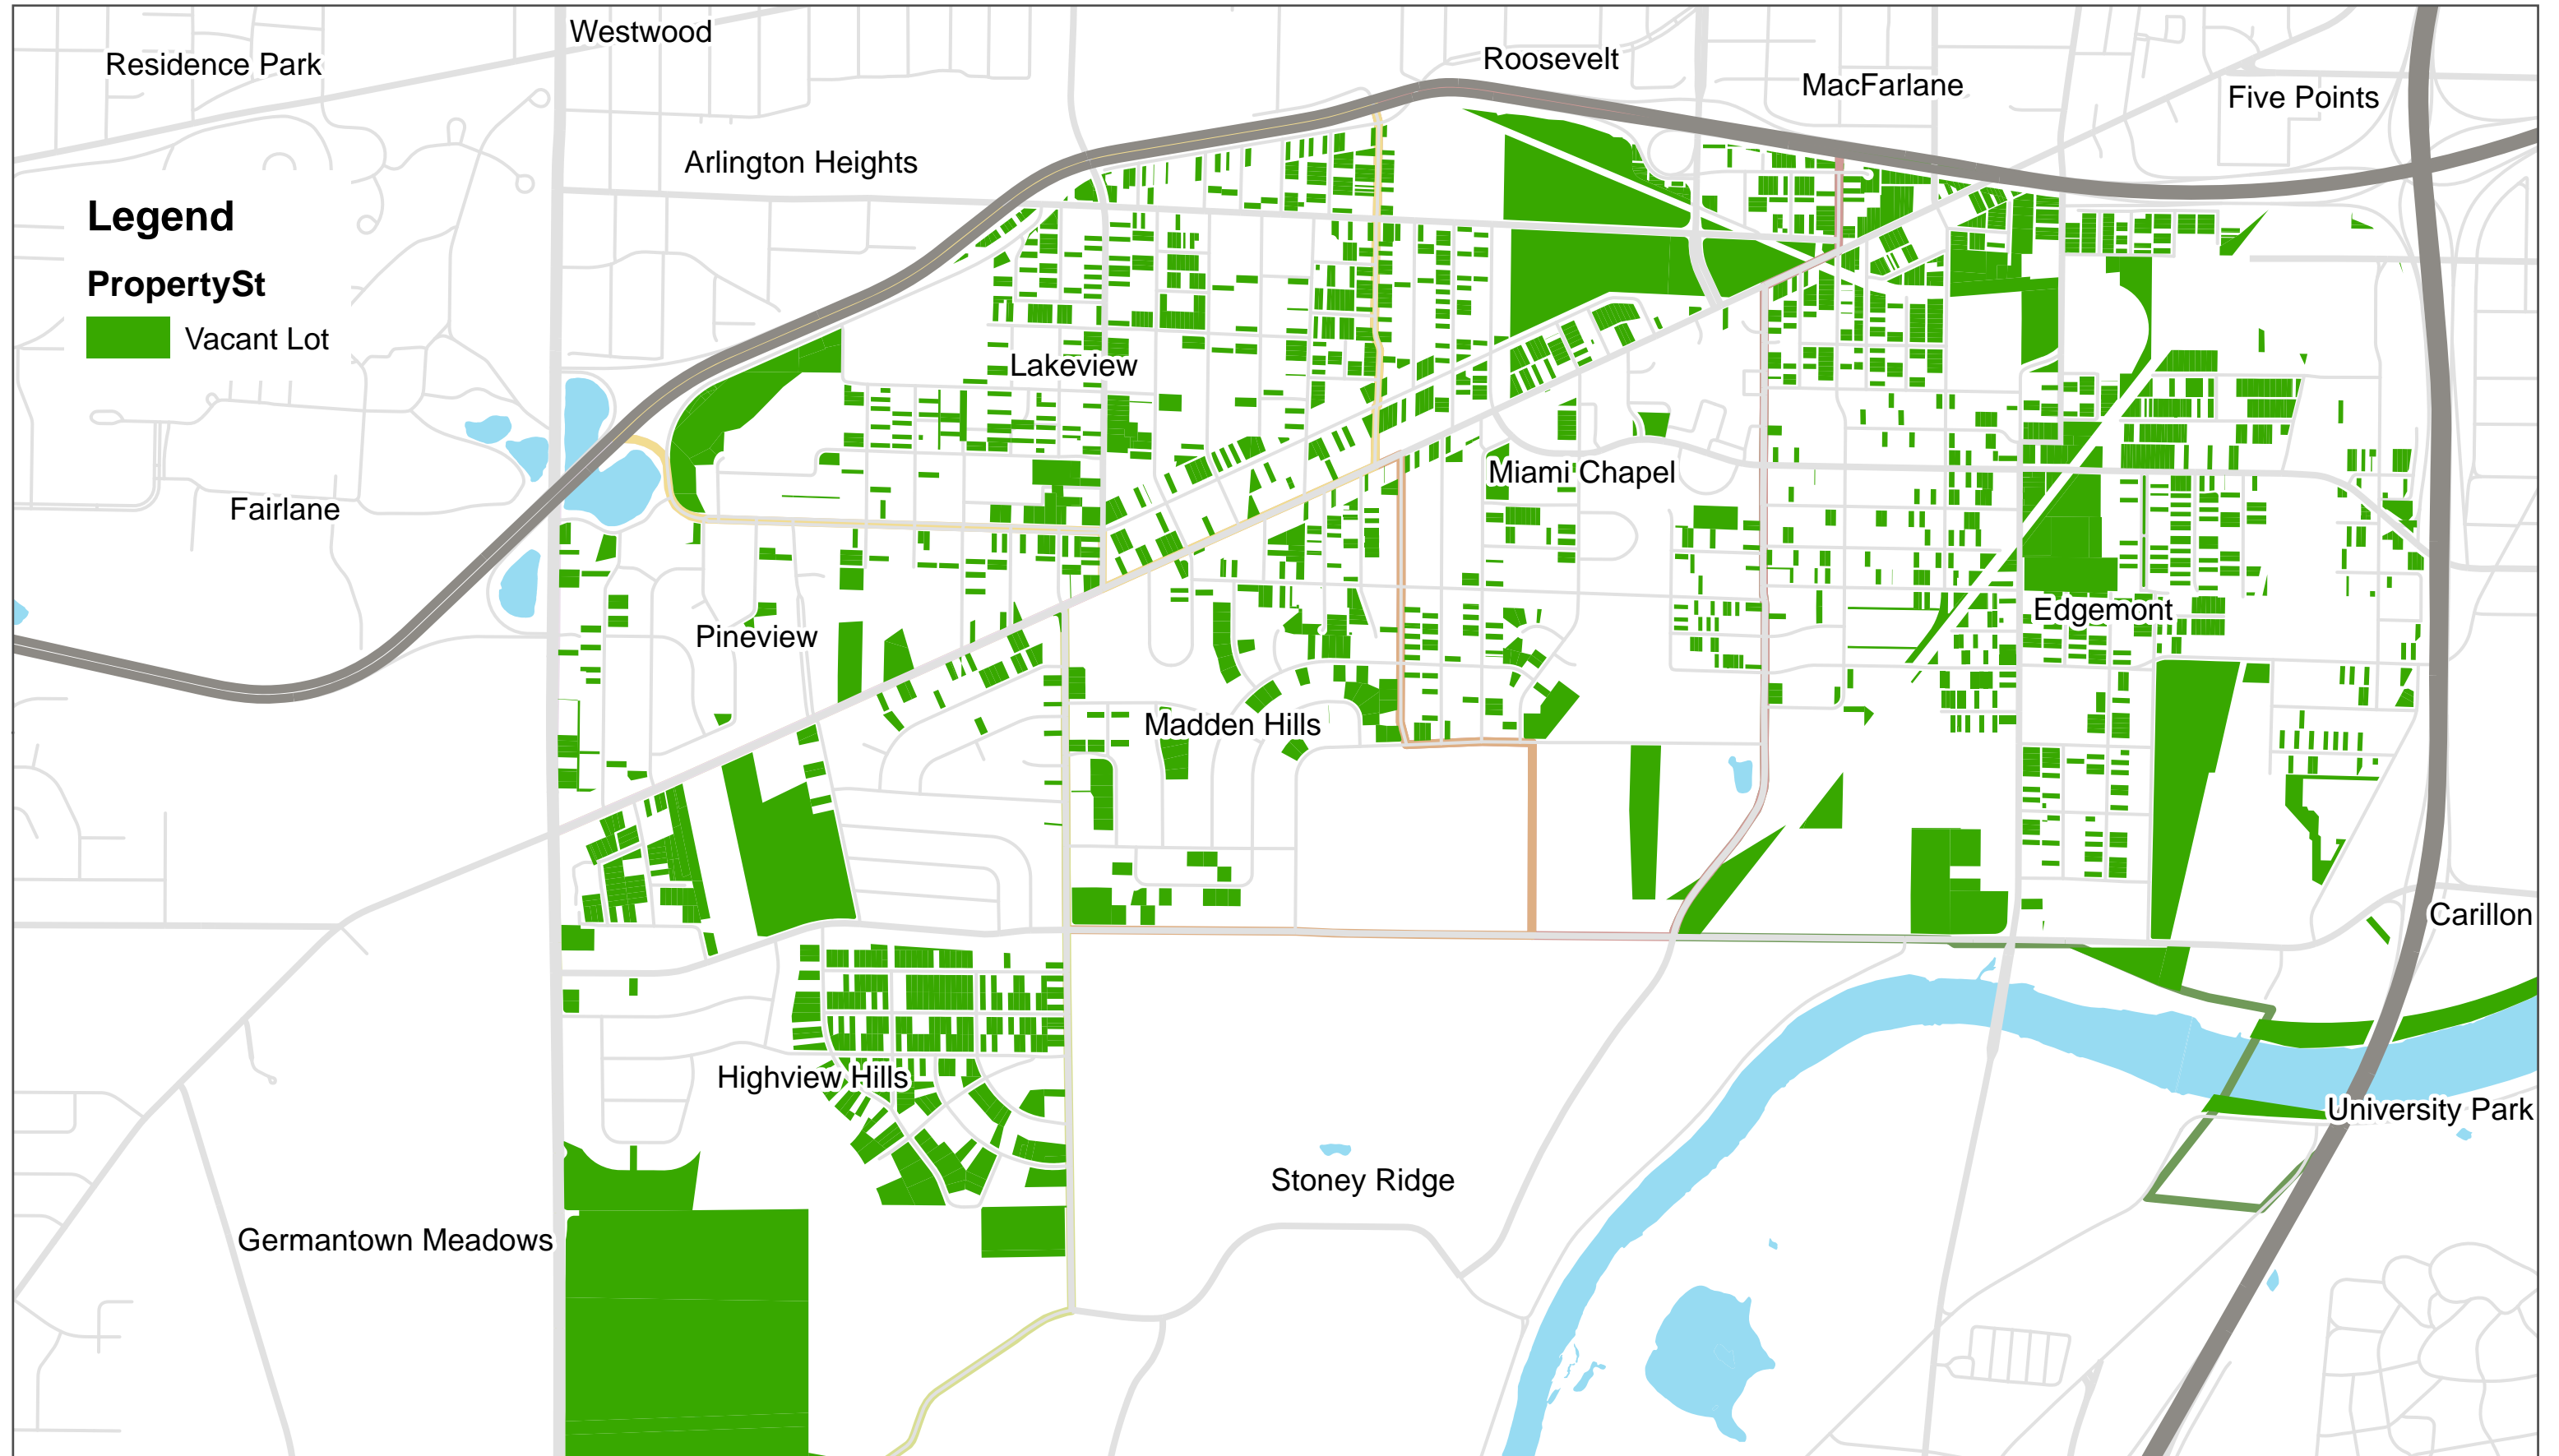 Westwood
Residence Park
Roosevelt
MacFarlane
Five Points
Arlington Heights
Legend
PropertySt
Vacant Lot
Lakeview
Miami Chapel
Fairlane
Edgemont
Pineview
Madden Hills
Carillon
Highview Hills
University Park
Stoney Ridge
Germantown Meadows